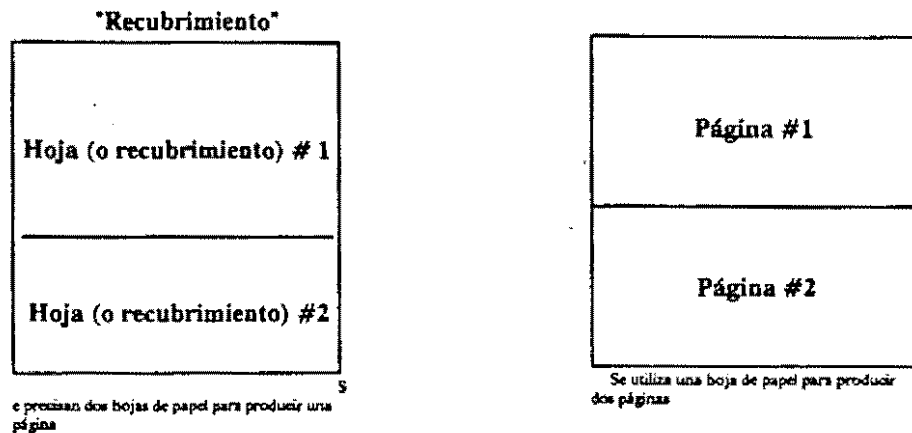 "Recubrimiento"
Hoja (o recubrimiento) # 1
Hoja (o recubrimiento) #2
S
e precisan dos hojas de papel para producir una
página
Página #1
Página #2
Se utiliza una hoja de papel para producir
dos páginas